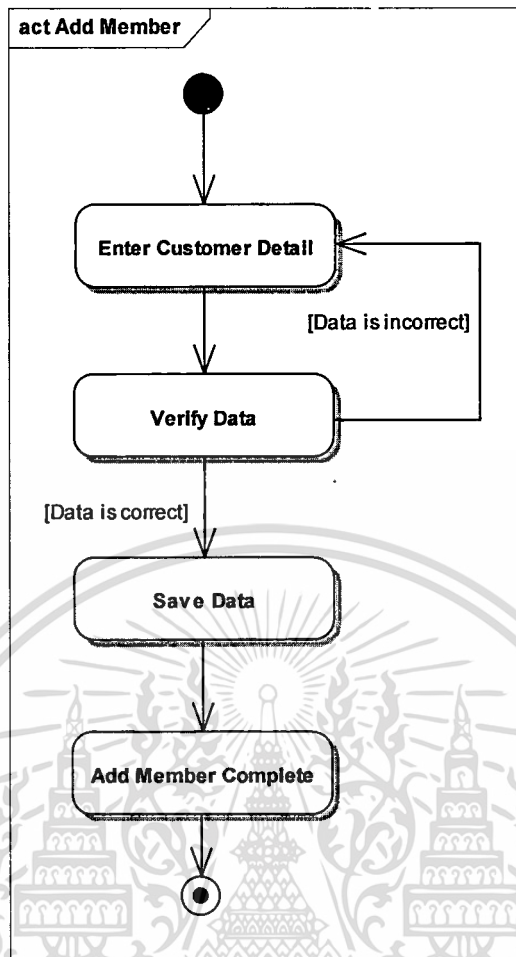 act Add Member
Enter Customer Detail
[Data is incorrect]
Verify Data
[Data is correct]
Save Data
Add Member Complete